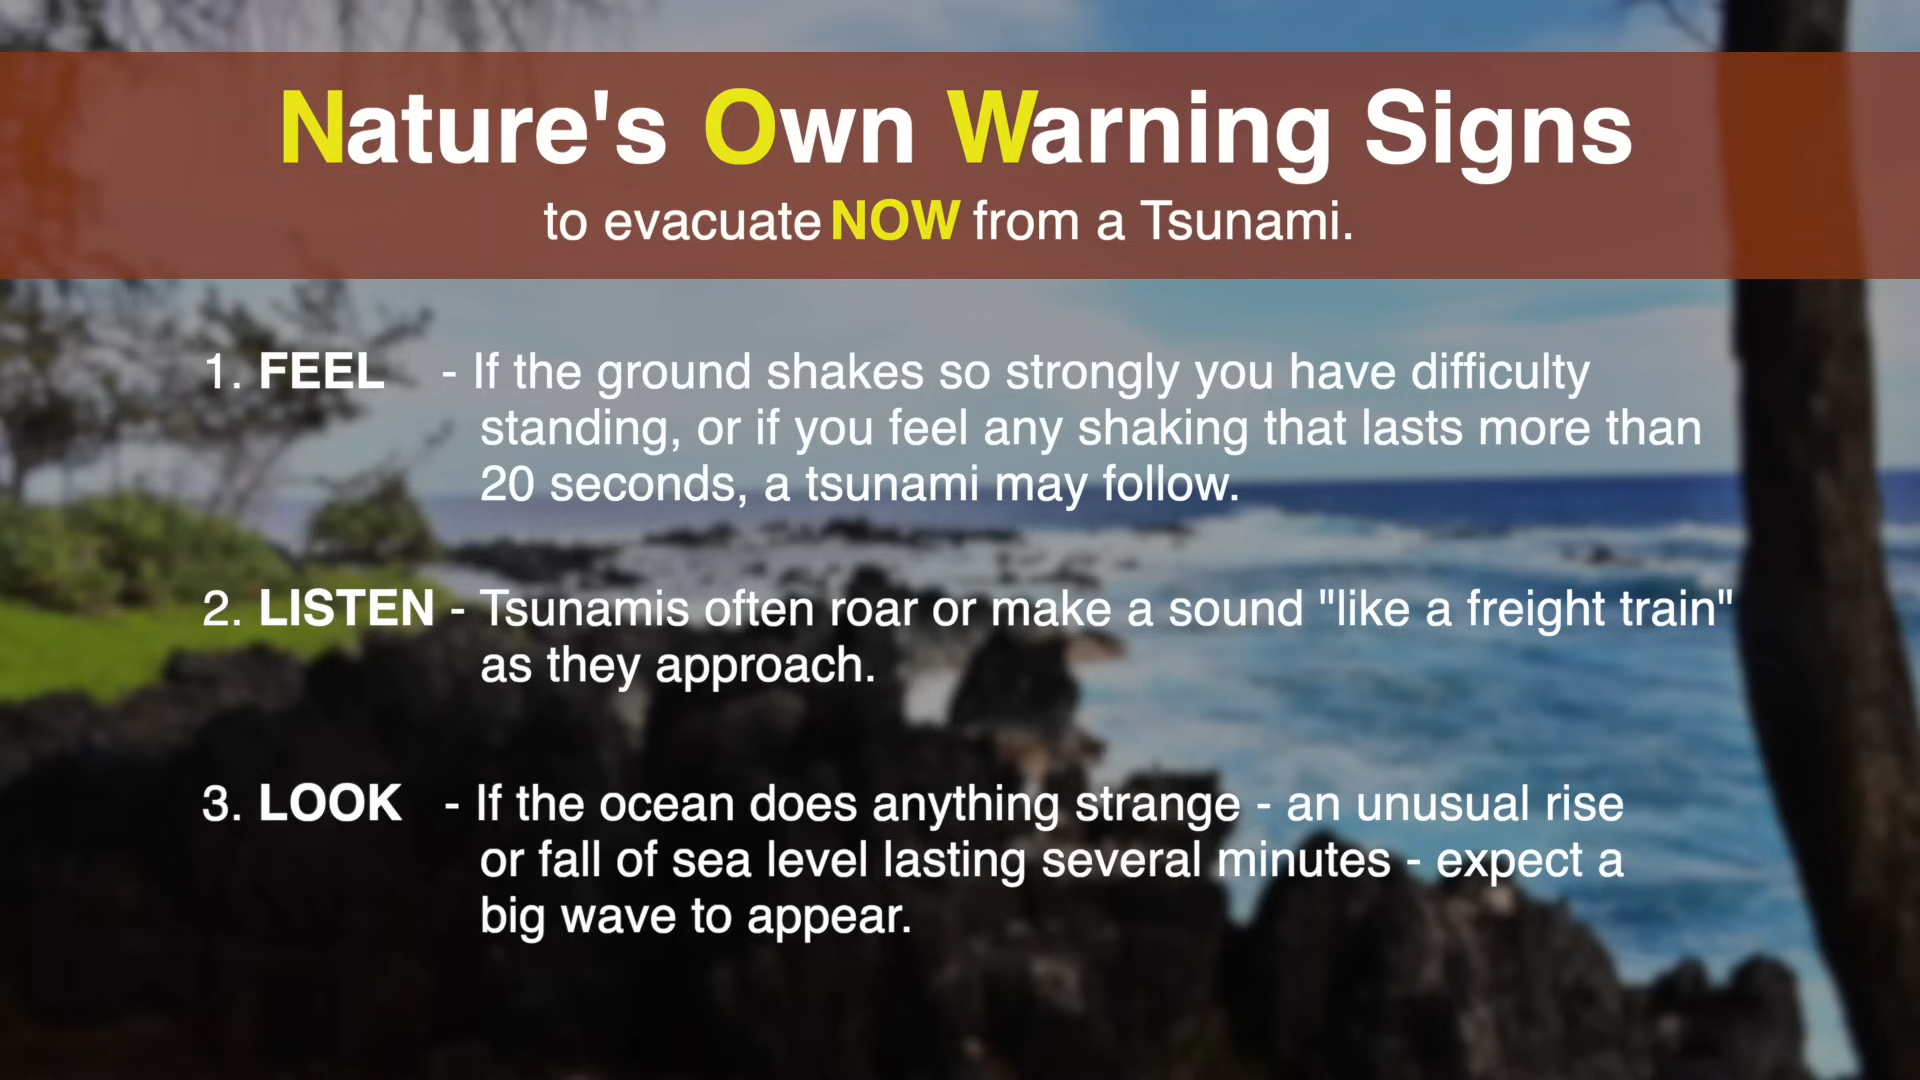 Nature's Own Warning Signs
to evacuate NOW from a Tsunami.
1. FEEL - If the ground shakes so strongly you have difficulty
standing, or if you feel any shaking that lasts more than
20 seconds, a tsunami may follow.
2. LISTEN - Tsunamis often roar or make a sound "like a freight train"
as they approach.
3. LOOK - If the ocean does anything strange - an unusual rise
or fall of sea level lasting several minutes - expect a
big wave to appear.